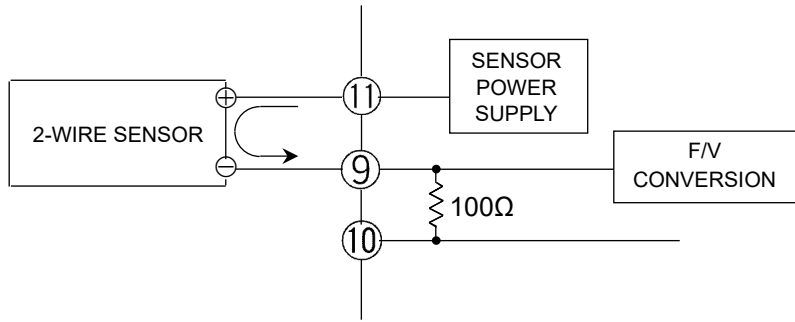 SENSOR
POWER
SUPPLY
11
2-WIRE SENSOR
+
−
9
F/V
CONVERSION
100Ω
10